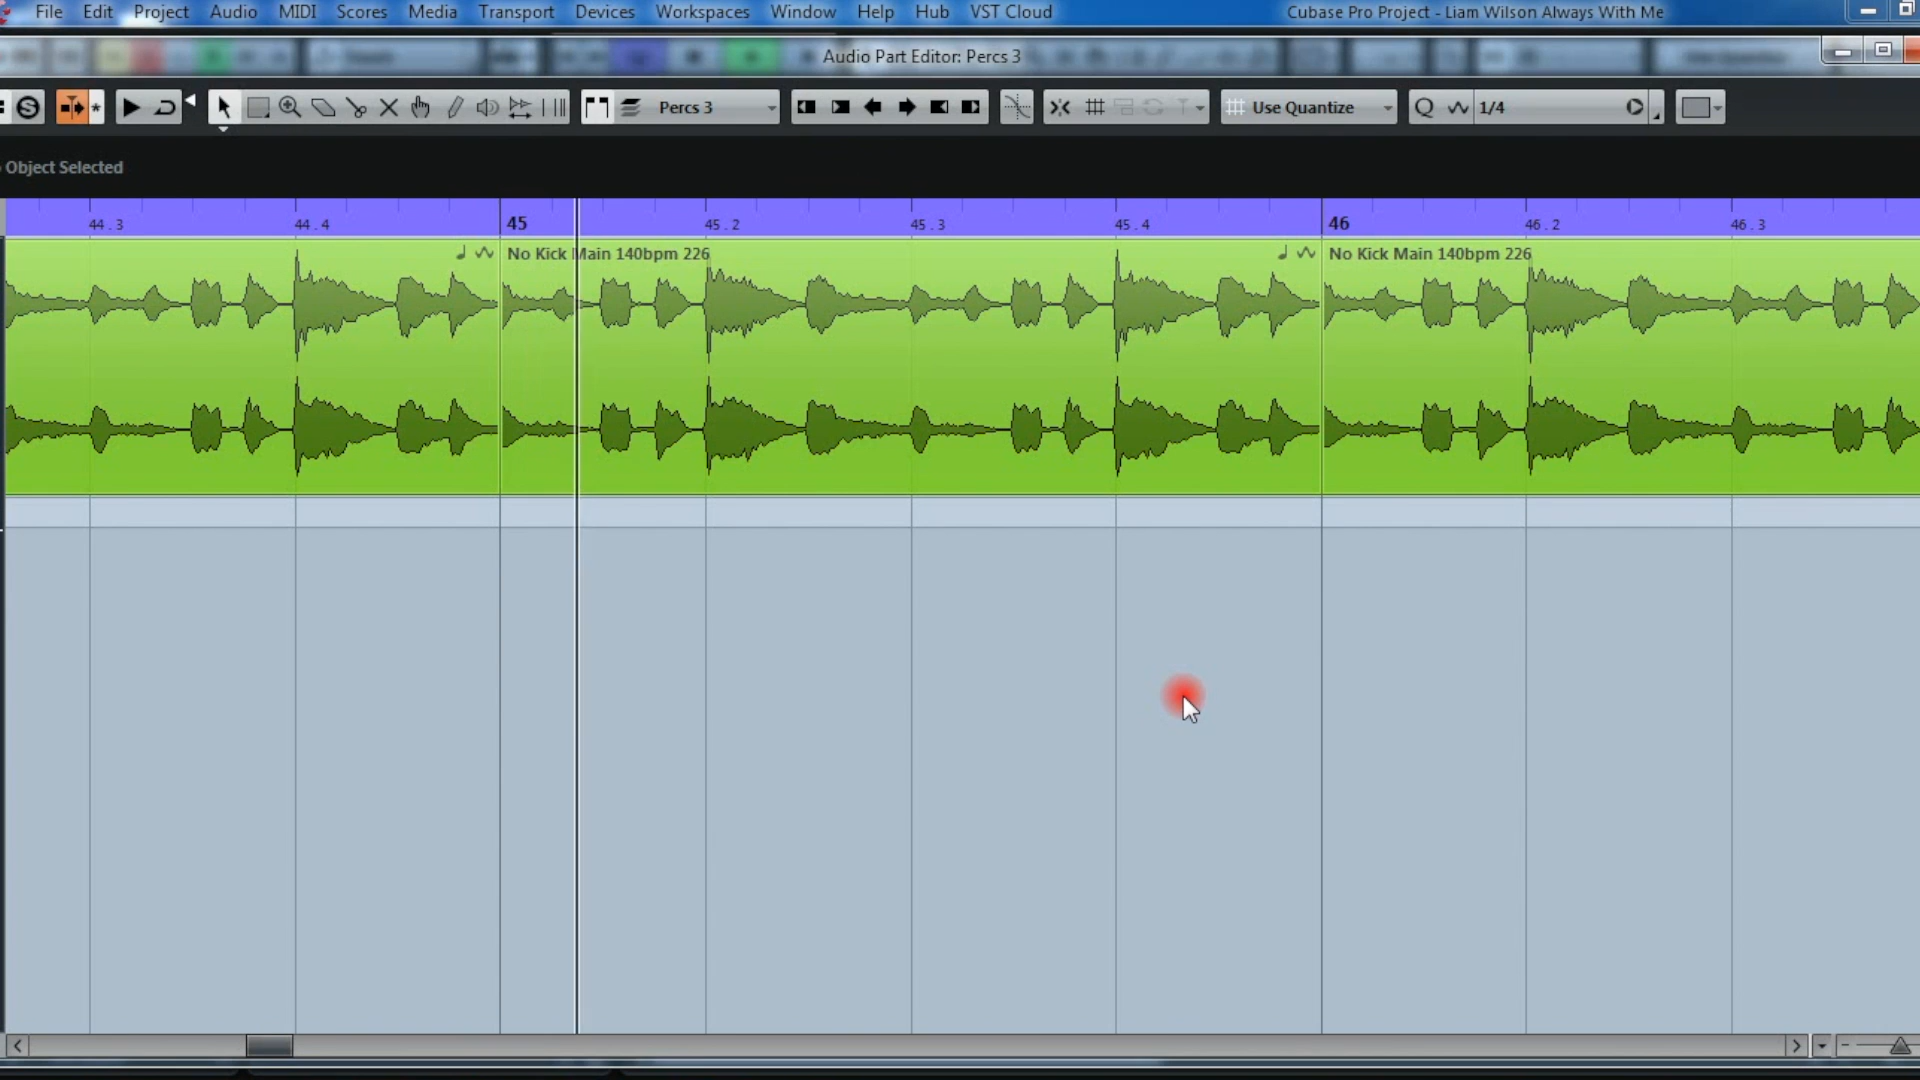 File Edit Project Audio MIDI Scores Media Transport Devices Workspaces Window Help Hub VST Cloud Cubase Pro Project - Liam Wilson Always With Me
Audio Part Editor: Percs 3
Percs 3 Use Quantize Q 1/4
Object Selected
44.3 44.4 45 45.2 45.3 45.4 46 46.2 46.3
No Kick Main 140bpm 226 No Kick Main 140bpm 226